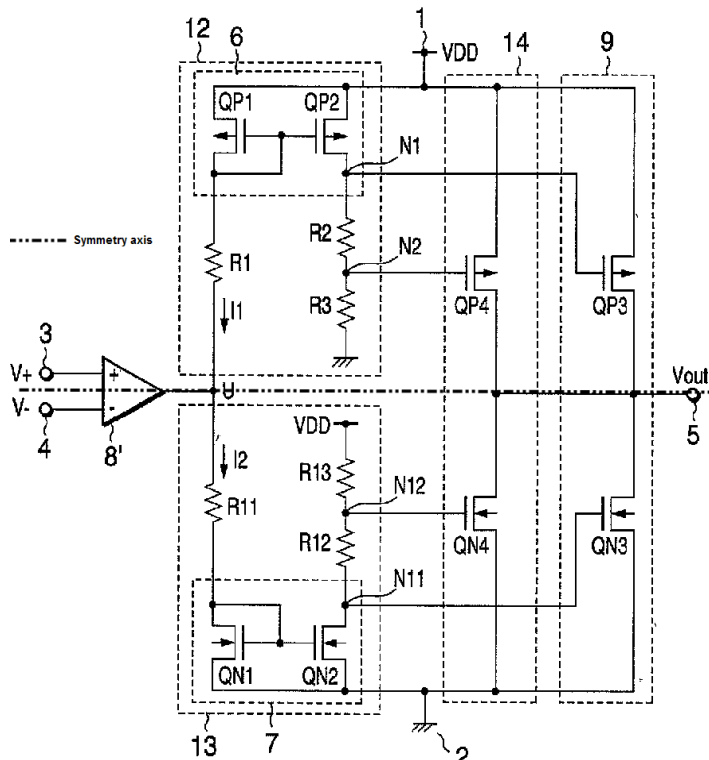 1
12
6
VDD
14
9
QP1
QP2
N1
Symmetry axis
R2
N2
R1
QP4
QP3
R3
I1
3
V+
+
U
Vout
V-
-
VDD
5
4
8'
I2
R13
N12
R11
R12
QN4
QN3
N11
QN1
QN2
13
7
2